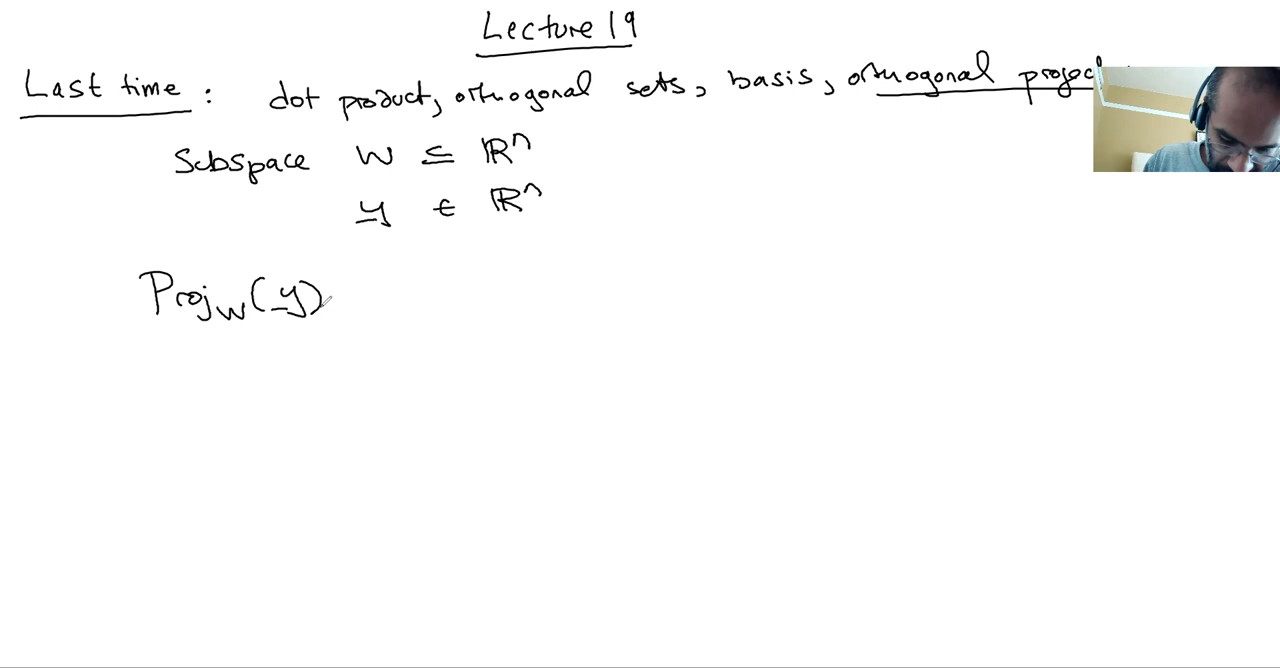 Lecture 19
Last time : dot product, orthogonal sets, basis, orthogonal
Subspace W ⊆ ℝⁿ
y ∈ ℝⁿ
Proj_W(y)